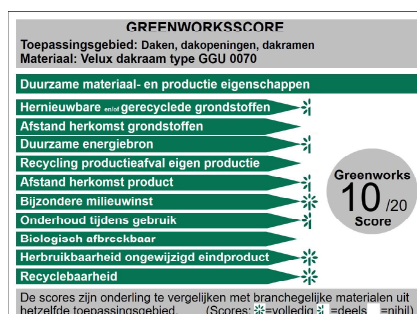 GREENWORKSSCORE
Toepassingsgebied: Daken, dakopeningen, dakramen
Materiaal: Velux dakraam type GGU 0070
Duurzame materiaal- en productie eigenschappen
Hernieuwbare en/of gerecyclede grondstoffen
Afstand herkomst grondstoffen
Duurzame energiebron
Recycling productieafval eigen productie
Afstand herkomst product
Bijzondere milieuwinst
Onderhoud tijdens gebruik
Biologisch afbreekbaar
Herbruikbaarheid ongewijzigd eindproduct
Recyclebaarheid
Greenworks
10 /20
Score
De scores zijn onderling te vergelijken met branchegelijke materialen uit
hetzelfde toepassingsgebied. (Scores: =volledig =deels =nihil)